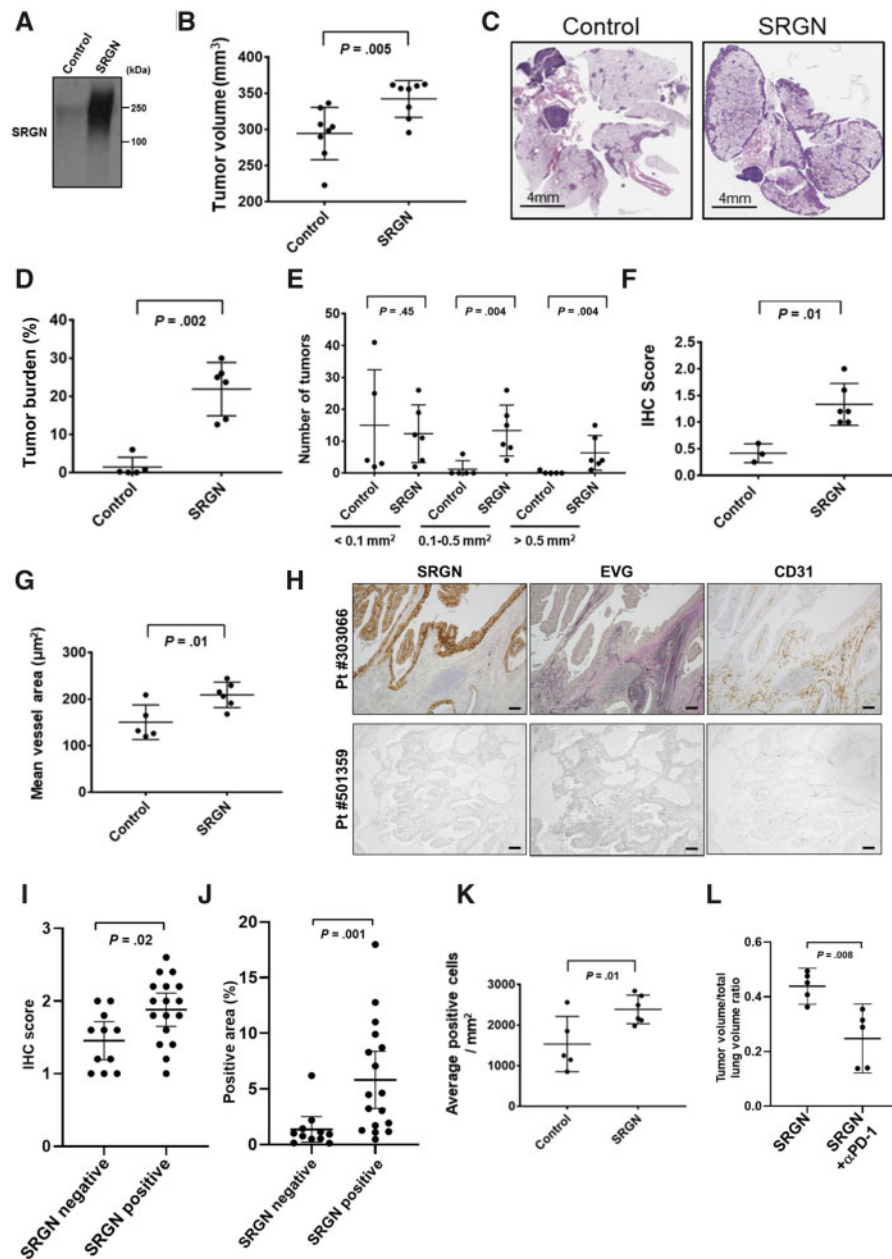 A
Control
SRGN
(kDa)
SRGN
250
100
B
P = .005
Tumor volume (mm³)
400
350
300
250
200
Control
SRGN
C
Control
SRGN
4mm
4mm
D
P = .002
Tumor burden (%)
40
30
20
10
0
Control
SRGN
E
P = .45
P = .004
P = .004
Number of tumors
50
40
30
20
10
0
Control
SRGN
Control
SRGN
Control
SRGN
< 0.1 mm²
0.1-0.5 mm²
> 0.5 mm²
F
P = .01
IHC Score
2.5
2.0
1.5
1.0
0.5
0.0
Control
SRGN
G
P = .01
Mean vessel area (μm²)
300
200
100
0
Control
SRGN
H
SRGN
EVG
CD31
Pt #303066
Pt #501359
I
P = .02
IHC score
3
2
1
0
SRGN negative
SRGN positive
J
P = .001
Positive area (%)
20
15
10
5
0
SRGN negative
SRGN positive
K
P = .01
Average positive cells
/ mm²
3000
2000
1000
0
Control
SRGN
L
P = .008
Tumor volume/total
lung volume ratio
0.6
0.4
0.2
0.0
SRGN
SRGN
+αPD-1